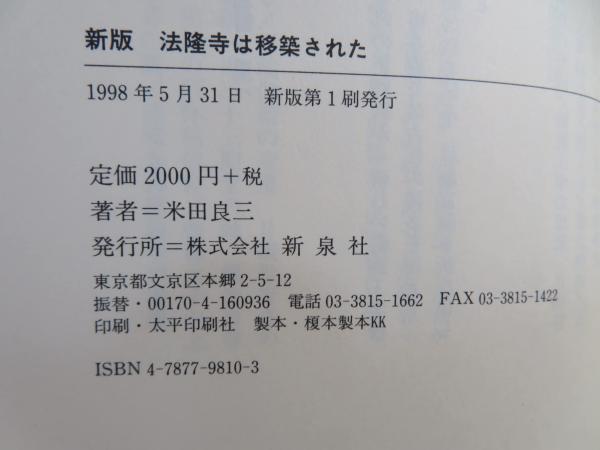 新版　法隆寺は移築された
1998年5月31日　新版第1刷発行
定価2000円+税
著者=米田良三
発行所=株式会社 新泉社
東京都文京区本郷2-5-12
振替・00170-4-160936　電話03-3815-1662　FAX03-3815-1422
印刷・太平印刷社　製本・榎本製本KK
ISBN 4-7877-9810-3